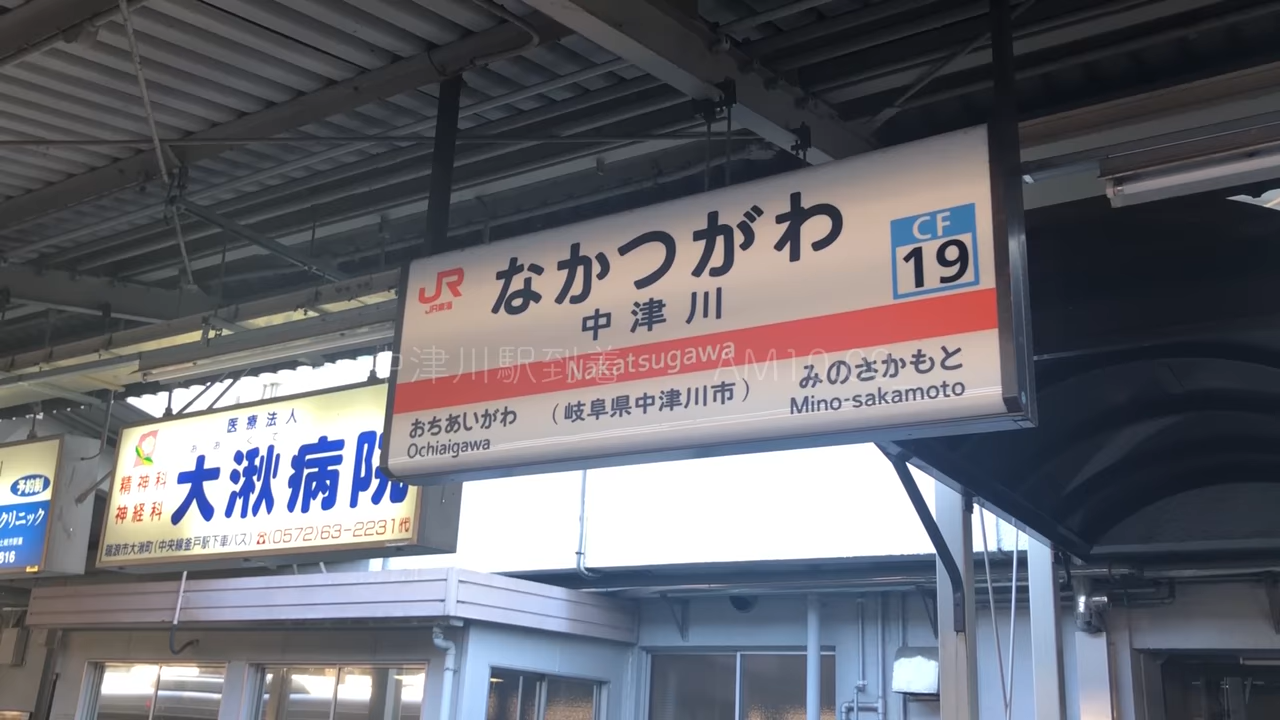 JR
JR東海
なかつがわ
中津川
CF
19
Nakatsugawa
中津川駅到着
おちあいがわ
Ochiaigawa
(岐阜県中津川市)
みのさかもと
Mino-sakamoto
医療法人
おおくて
大湫病院
精神科
神経科
瑞浪市大湫町(中央線釜戸駅下車バス)☎(0572)63-2231代
予約制
クリニック